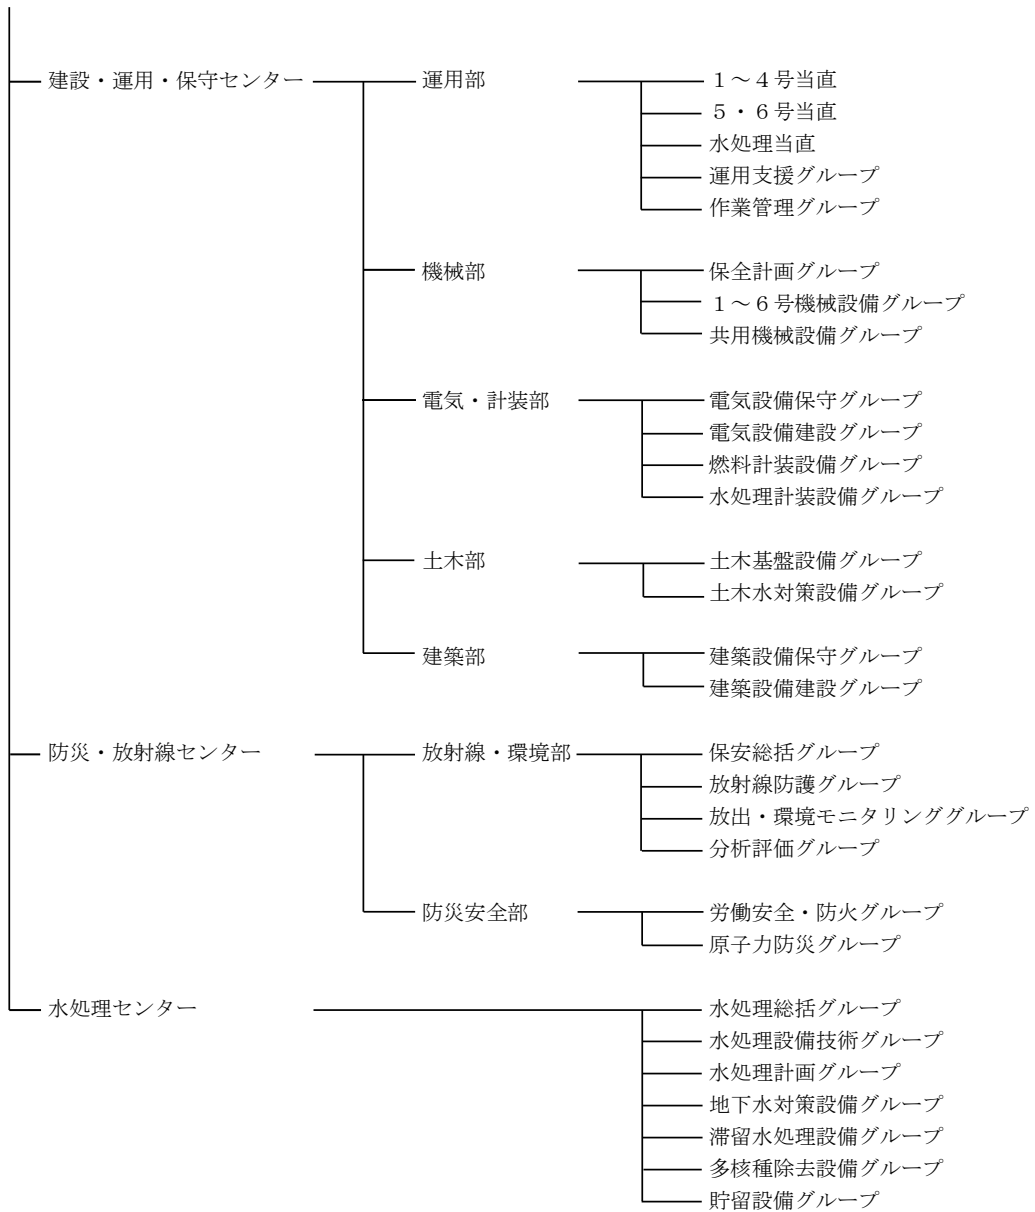 建設・運用・保守センター 運用部 １～４号当直
５・６号当直
水処理当直
運用支援グループ
作業管理グループ
機械部 保全計画グループ
１～６号機械設備グループ
共用機械設備グループ
電気・計装部 電気設備保守グループ
電気設備建設グループ
燃料計装設備グループ
水処理計装設備グループ
土木部 土木基盤設備グループ
土木水対策設備グループ
建築部 建築設備保守グループ
建築設備建設グループ
防災・放射線センター 放射線・環境部 保安総括グループ
放射線防護グループ
放出・環境モニタリンググループ
分析評価グループ
防災安全部 労働安全・防火グループ
原子力防災グループ
水処理センター 水処理総括グループ
水処理設備技術グループ
水処理計画グループ
地下水対策設備グループ
滞留水処理設備グループ
多核種除去設備グループ
貯留設備グループ